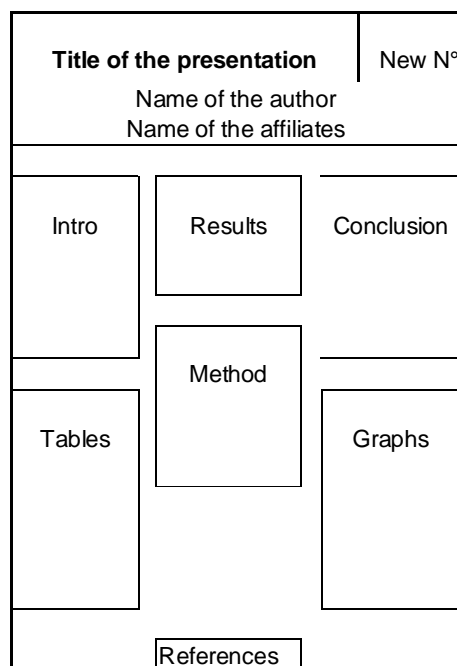 Title of the presentation
New N°
Name of the author
Name of the affiliates
Intro
Results
Conclusion
Method
Tables
Graphs
References